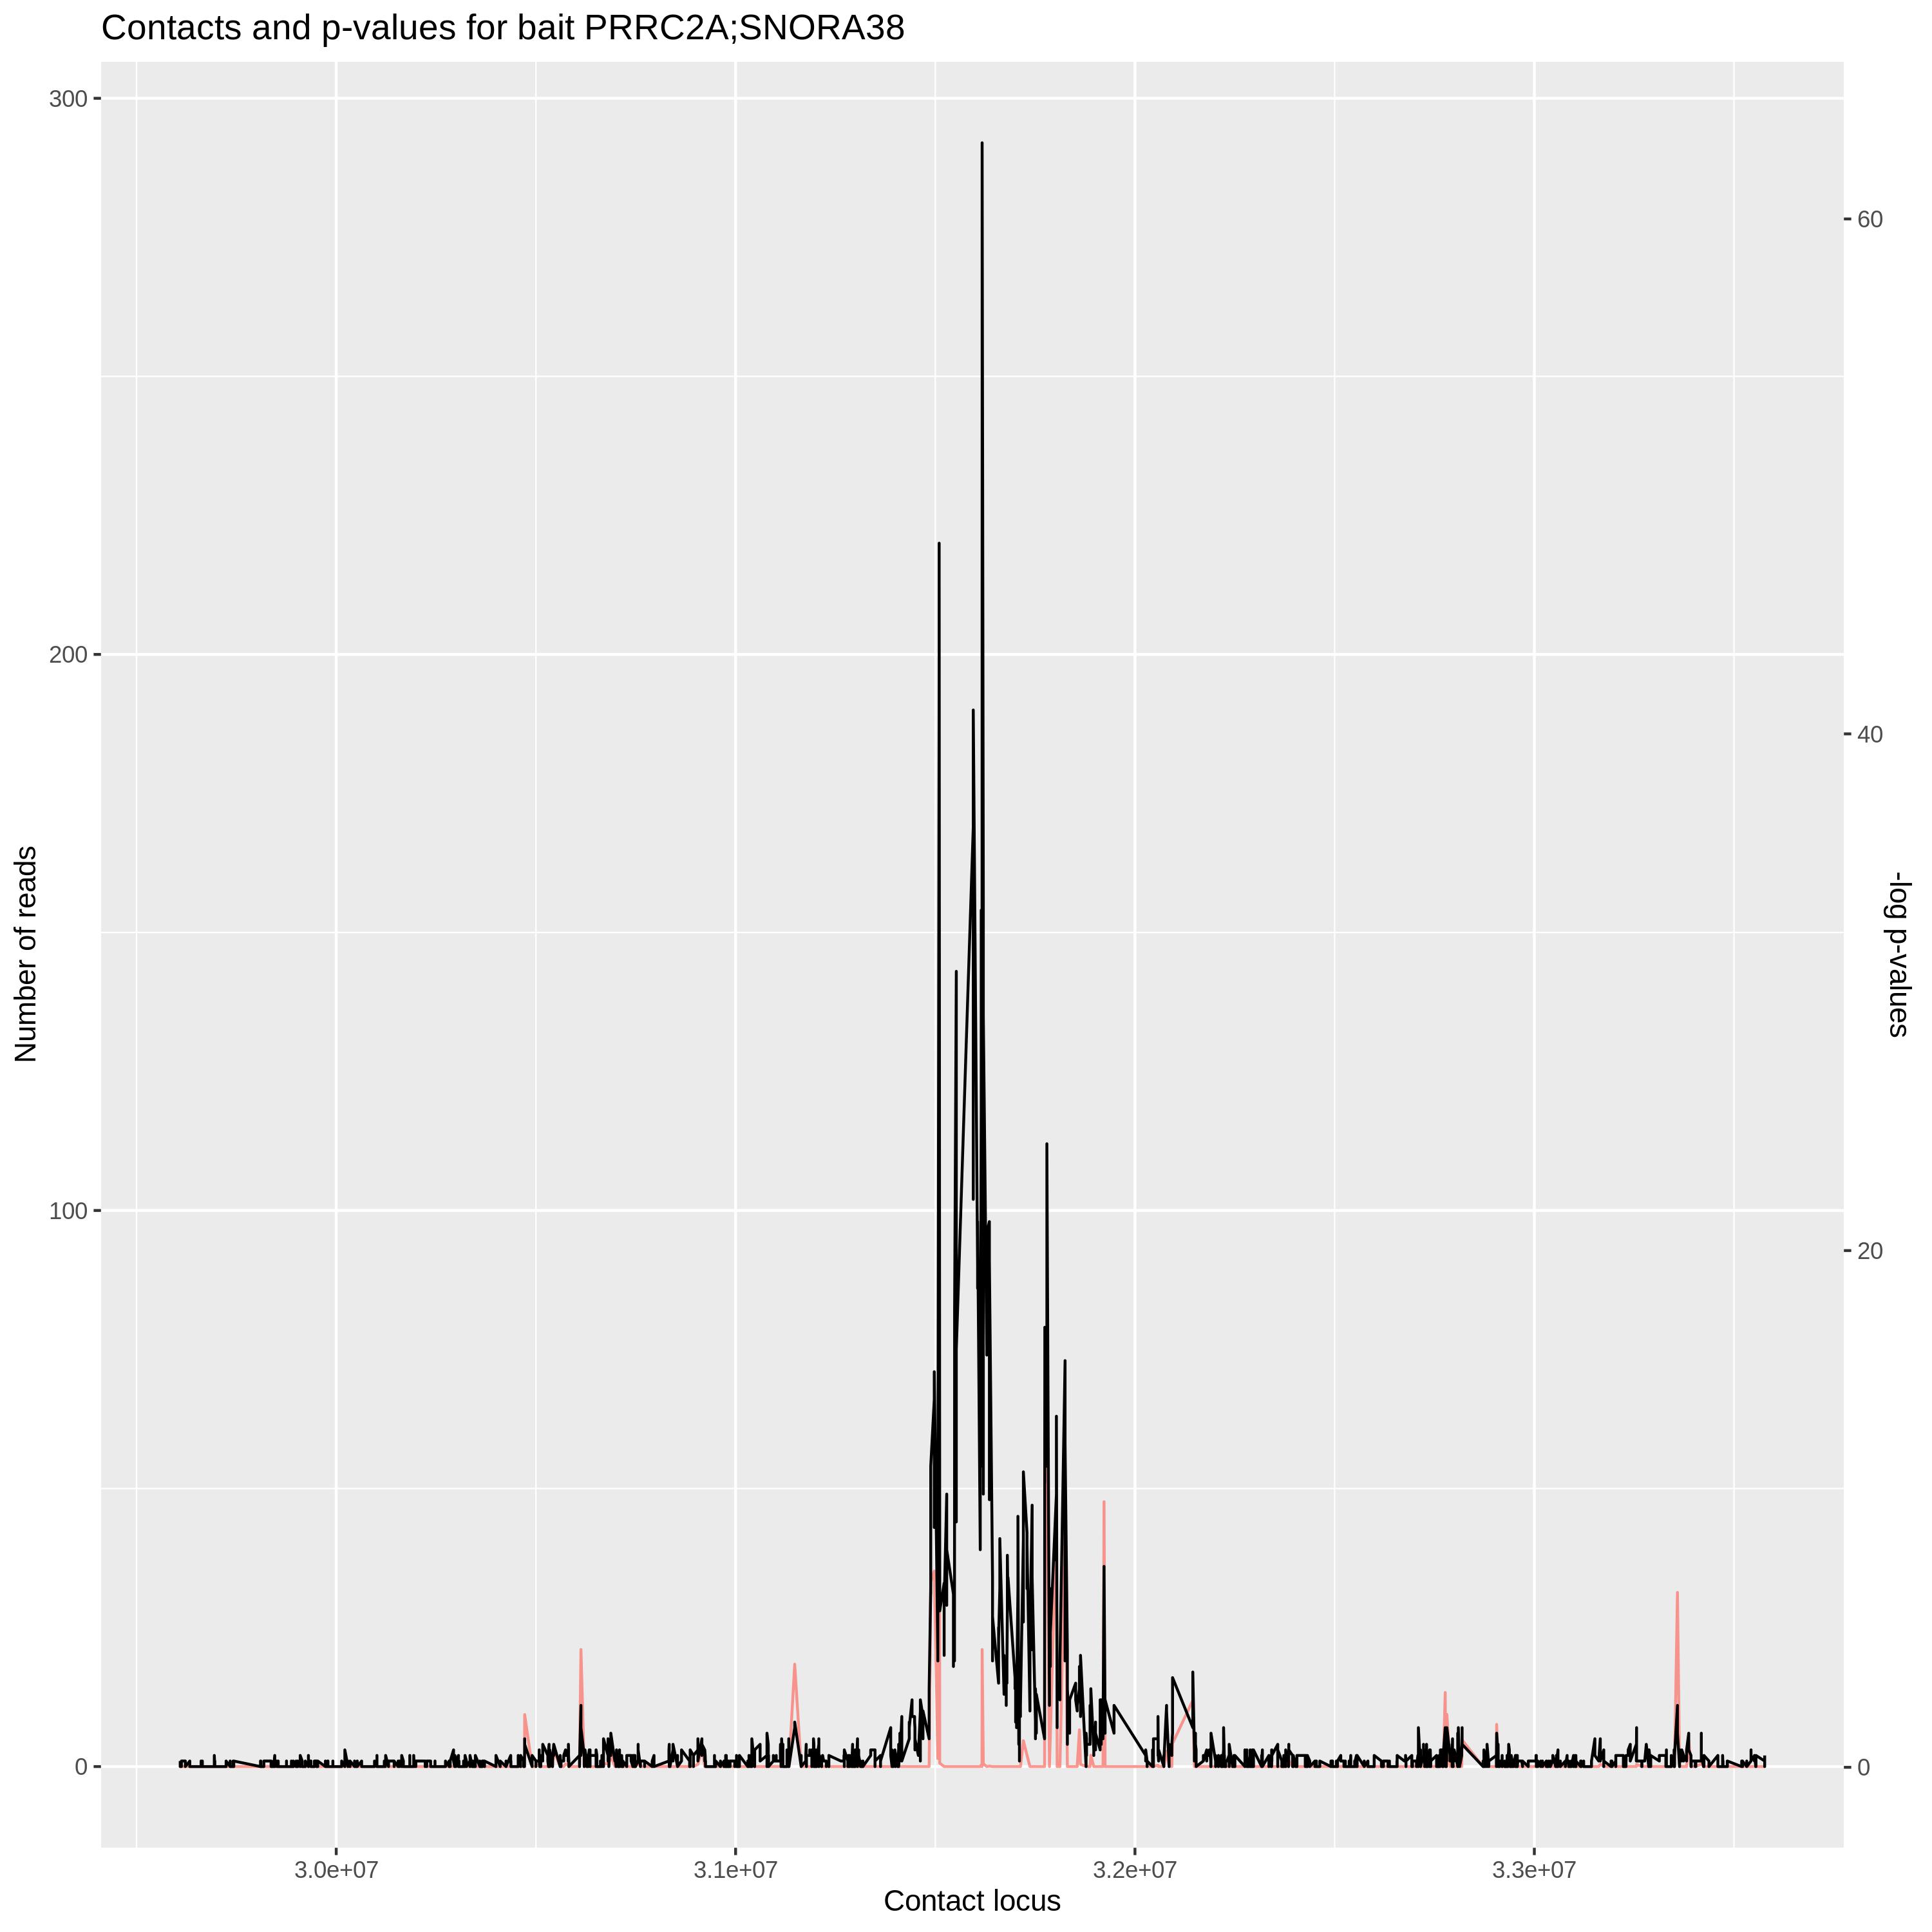 Contacts and p-values for bait PRRC2A;SNORA38
300
200
100
0
60
40
20
0
Number of reads
-log p-values
3.0e+07
3.1e+07
3.2e+07
3.3e+07
Contact locus